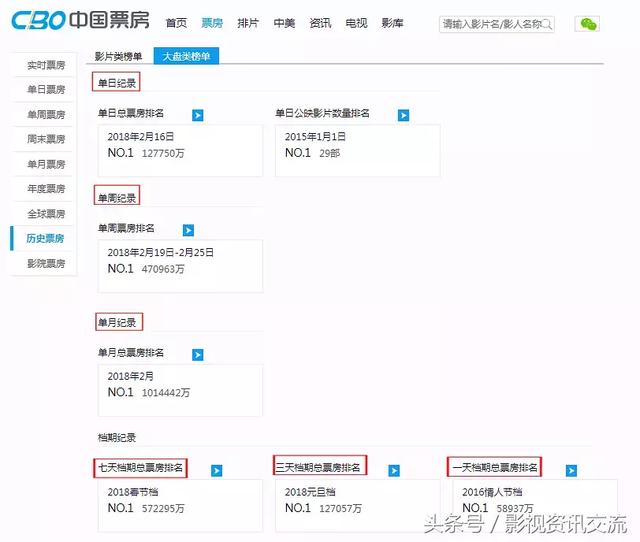 CBO中国票房 首页 票房 排片 中美 资讯 电视 影库 请输入影片名/影人名称
影片类榜单 大盘类榜单
实时票房
单日票房
单周票房
周末票房
单月票房
年度票房
全球票房
历史票房
影院票房
单日纪录
单日总票房排名 单日公映影片数量排名
2018年2月16日 2015年1月1日
NO.1 127750万 NO.1 29部
单周纪录
单周票房排名
2018年2月19日-2月25日
NO.1 470963万
单月纪录
单月总票房排名
2018年2月
NO.1 1014442万
档期纪录
七天档期总票房排名 三天档期总票房排名 一天档期总票房排名
2018春节档 2018元旦档 2016情人节档
NO.1 572295万 NO.1 127057万 NO.1 58937万
头条号/影视资讯交流